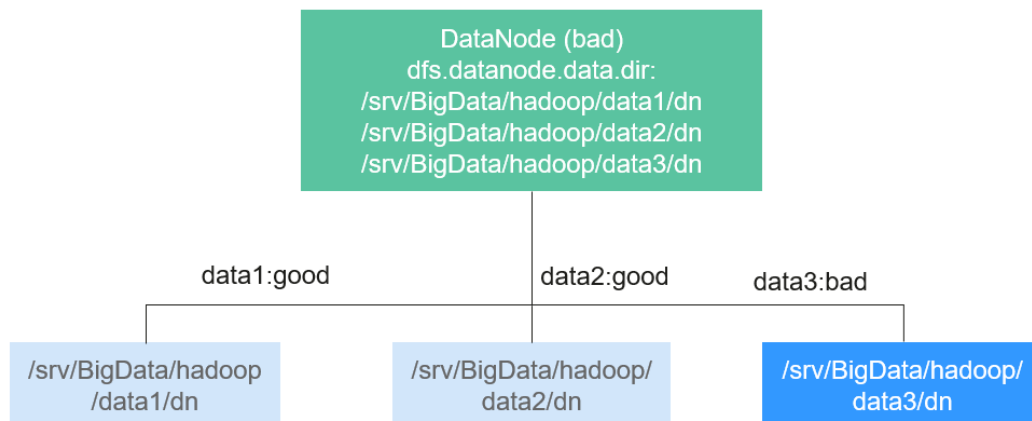 DataNode (bad)
dfs.datanode.data.dir:
/srv/BigData/hadoop/data1/dn
/srv/BigData/hadoop/data2/dn
/srv/BigData/hadoop/data3/dn
data1:good
data2:good
data3:bad
/srv/BigData/hadoop
/data1/dn
/srv/BigData/hadoop/
data2/dn
/srv/BigData/hadoop/
data3/dn